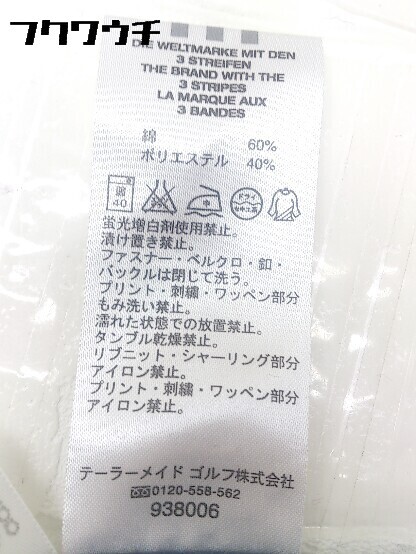 フクワウチ
DIE WELTMARKE MIT DEN
3 STREIFEN
THE BRAND WITH THE
3 STRIPES
LA MARQUE AUX
3 BANDES
綿 60%
ポリエステル 40%
40 中 ドライ セキユ系
蛍光増白剤使用禁止。
漬け置き禁止。
ファスナー・ベルクロ・釦・
バックルは閉じて洗う。
プリント・刺繍・ワッペン部分
もみ洗い禁止。
濡れた状態での放置禁止。
タンブル乾燥禁止。
リブニット・シャーリング部分
アイロン禁止。
プリント・刺繍・ワッペン部分
アイロン禁止。
テーラーメイド ゴルフ株式会社
0120-558-562
938006